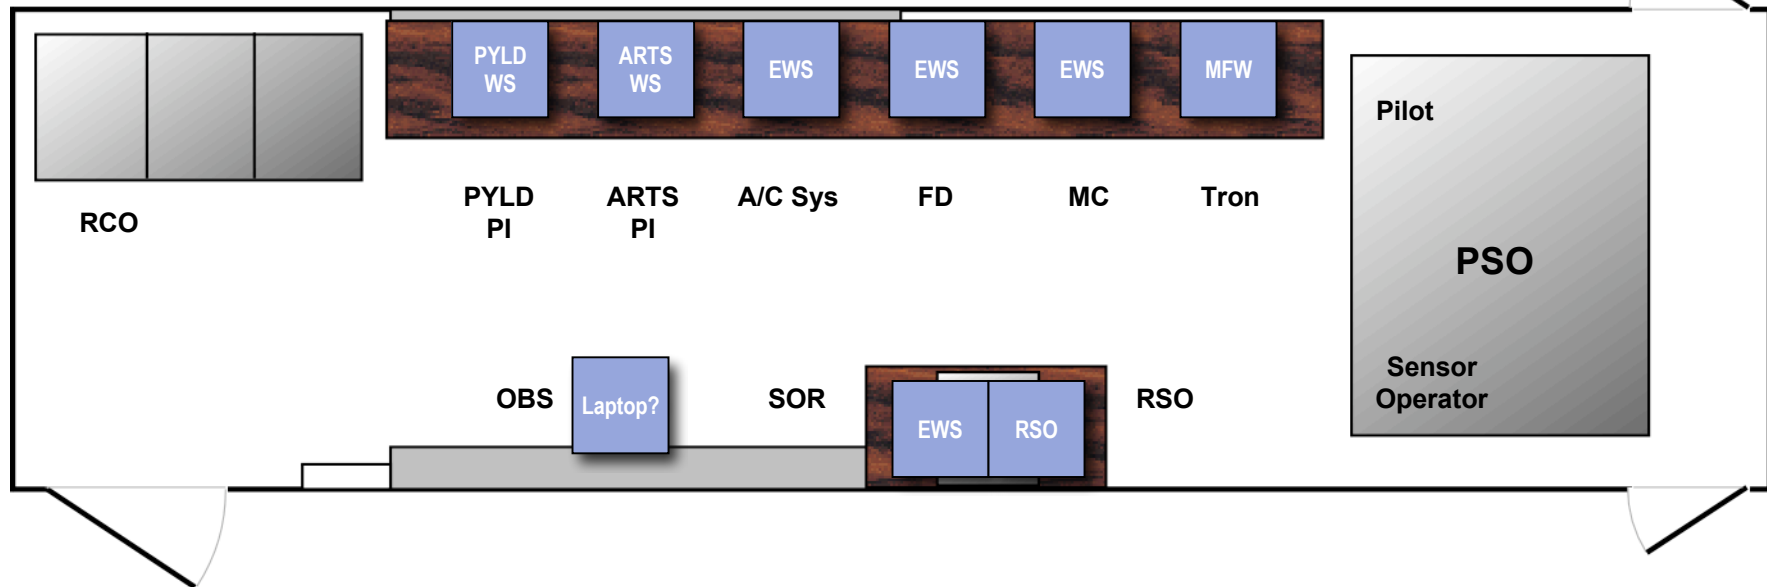 PYLD
WS
ARTS
WS
EWS
EWS
EWS
MFW
Pilot
RCO
PYLD
PI
ARTS
PI
A/C Sys
FD
MC
Tron
PSO
OBS
Laptop?
SOR
EWS
RSO
RSO
Sensor
Operator